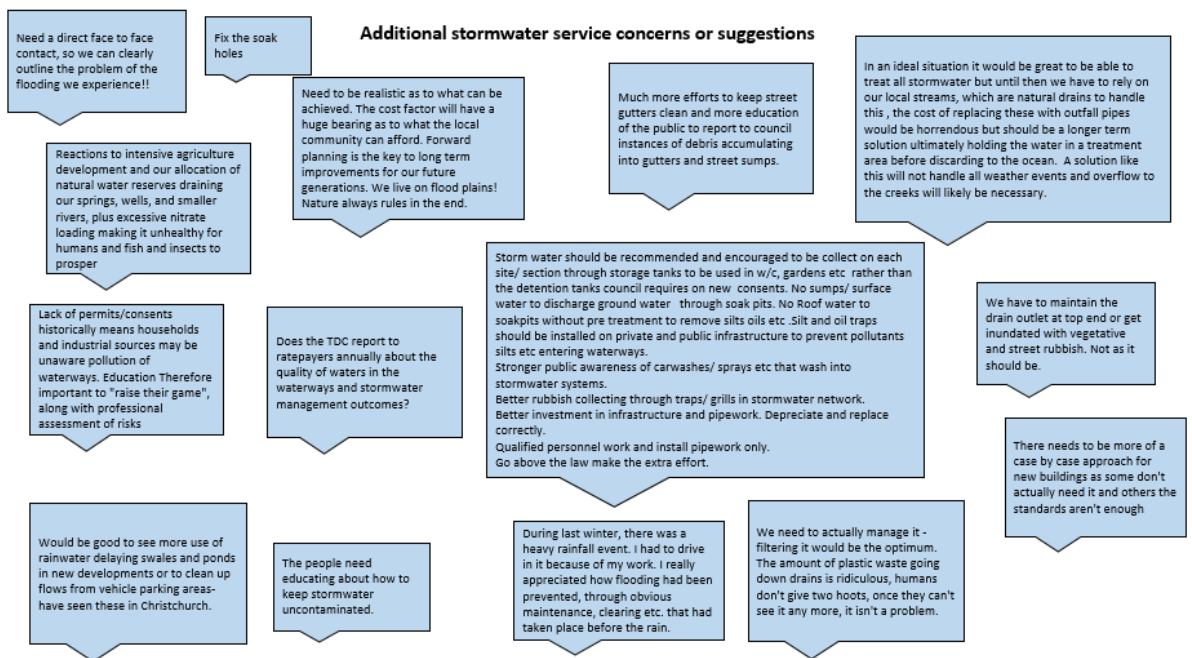 Additional stormwater service concerns or suggestions
Need a direct face to face
contact, so we can clearly
outline the problem of the
flooding we experience!!
Fix the soak
holes
Need to be realistic as to what can be
achieved. The cost factor will have a
huge bearing as to what the local
community can afford. Forward
planning is the key to long term
improvements for our future
generations. We live on flood plains!
Nature always rules in the end.
Much more efforts to keep street
gutters clean and more education
of the public to report to council
instances of debris accumulating
into gutters and street sumps.
In an ideal situation it would be great to be able to
treat all stormwater but until then we have to rely on
our local streams, which are natural drains to handle
this , the cost of replacing these with outfall pipes
would be horrendous but should be a longer term
solution ultimately holding the water in a treatment
area before discarding to the ocean.  A solution like
this will not handle all weather events and overflow to
the creeks will likely be necessary.
Reactions to intensive agriculture
development and our allocation of
natural water reserves draining
our springs, wells, and smaller
rivers, plus excessive nitrate
loading making it unhealthy for
humans and fish and insects to
prosper
Storm water should be recommended and encouraged to be collect on each
site/ section through storage tanks to be used in w/c, gardens etc  rather than
the detention tanks council requires on new  consents. No sumps/ surface
water to discharge ground water  through soak pits. No Roof water to
soakpits without pre treatment to remove silts oils etc .Silt and oil traps
should be installed on private and public infrastructure to prevent pollutants
silts etc entering waterways.
Stronger public awareness of carwashes/ sprays etc that wash into
stormwater systems.
Better rubbish collecting through traps/ grills in stormwater network.
Better investment in infrastructure and pipework. Depreciate and replace
correctly.
Qualified personnel work and install pipework only.
Go above the law make the extra effort.
Lack of permits/consents
historically means households
and industrial sources may be
unaware pollution of
waterways. Education Therefore
important to "raise their game",
along with professional
assessment of risks
Does the TDC report to
ratepayers annually about the
quality of waters in the
waterways and stormwater
management outcomes?
We have to maintain the
drain outlet at top end or get
inundated with vegetative
and street rubbish. Not as it
should be.
There needs to be more of a
case by case approach for
new buildings as some don't
actually need it and others the
standards aren't enough
Would be good to see more use of
rainwater delaying swales and ponds
in new developments or to clean up
flows from vehicle parking areas-
have seen these in Christchurch.
The people need
educating about how to
keep stormwater
uncontaminated.
During last winter, there was a
heavy rainfall event. I had to drive
in it because of my work. I really
appreciated how flooding had been
prevented, through obvious
maintenance, clearing etc. that had
taken place before the rain.
We need to actually manage it -
filtering it would be the optimum.
The amount of plastic waste going
down drains is ridiculous, humans
don't give two hoots, once they can't
see it any more, it isn't a problem.